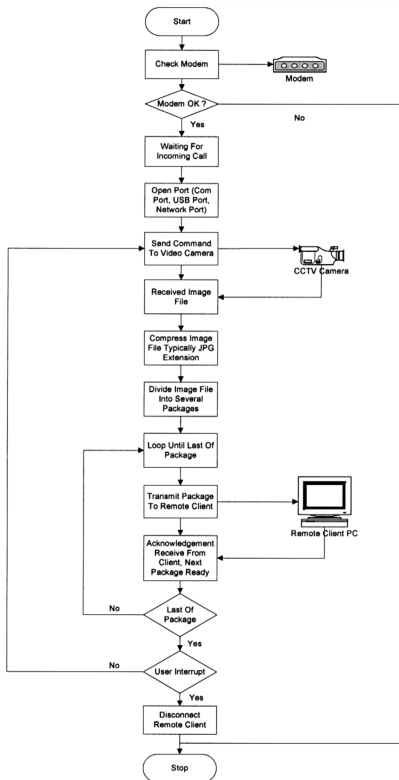 Start
Check Modem
Modem
Modem OK ?
No
Yes
Waiting For
Incoming Call
Open Port (Com
Port, USB Port,
Network Port)
Send Command
To Video Camera
CCTV Camera
Received Image
File
Compress Image
File Typically JPG
Extension
Divide Image File
Into Several
Packages
Loop Until Last Of
Package
Transmit Package
To Remote Client
Remote Client PC
Acknowledgement
Receive From
Client, Next
Package Ready
No
Last Of
Package
Yes
No
User Interrupt
Yes
Disconnect
Remote Client
Stop